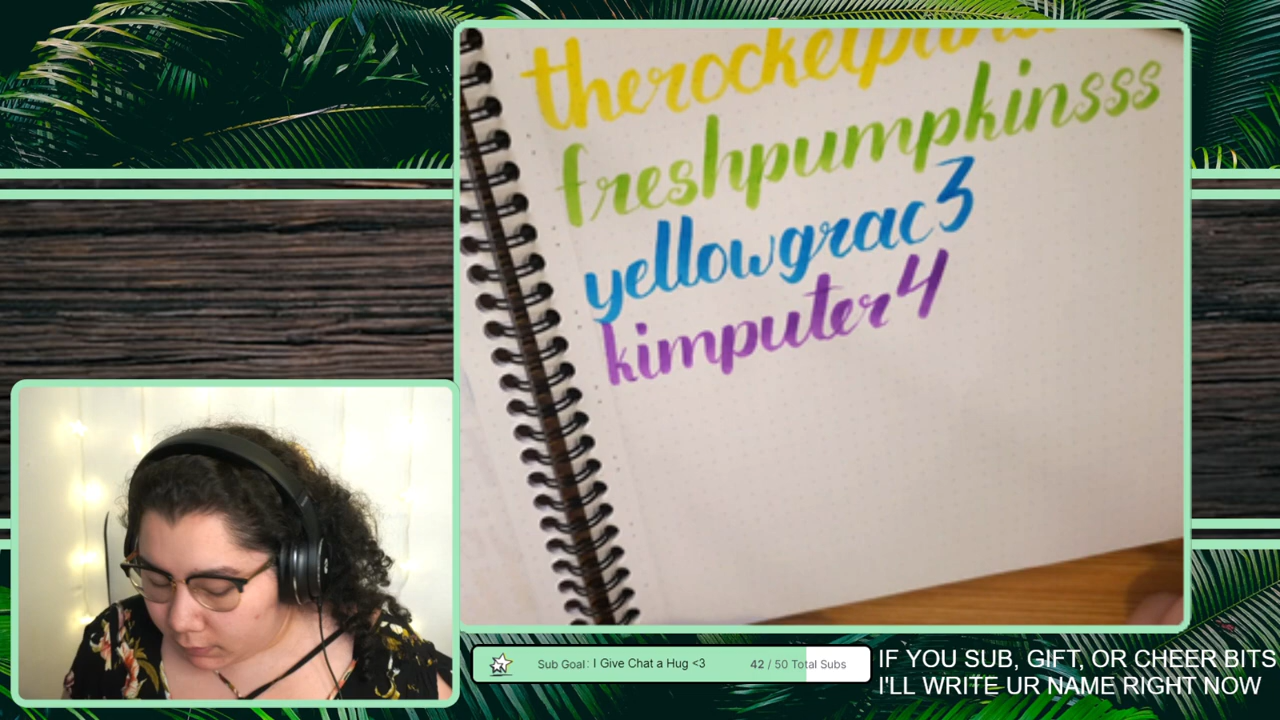 freshpumpkinsss
yellowgrac3
kimputer4
Sub Goal: I Give Chat a Hug <3 42 / 50 Total Subs
IF YOU SUB, GIFT, OR CHEER BITS
I'LL WRITE UR NAME RIGHT NOW